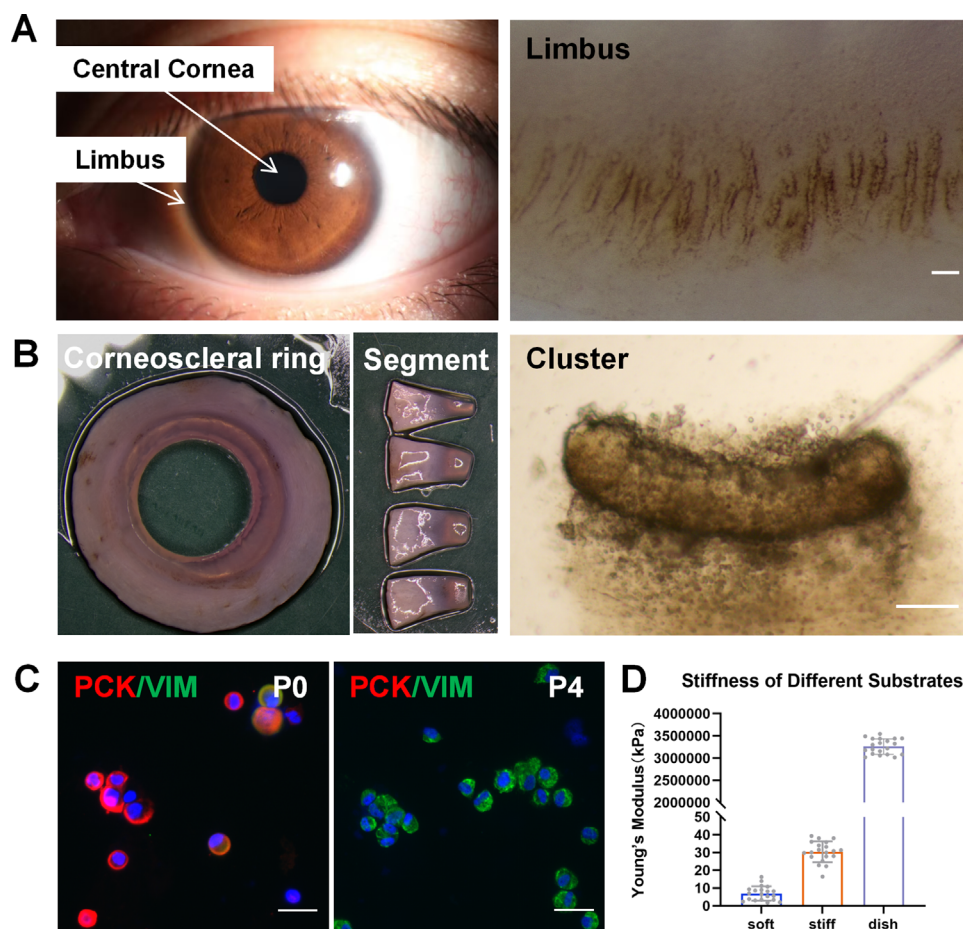 A
Central Cornea
Limbus
Limbus
B
Corneoscleral ring
Segment
Cluster
C
PCK/VIM
P0
PCK/VIM
P4
D
Stiffness of Different Substrates
Young's Modulus(kPa)
4000000
3500000
3000000
2500000
2000000
50
40
30
20
10
0
soft
stiff
dish